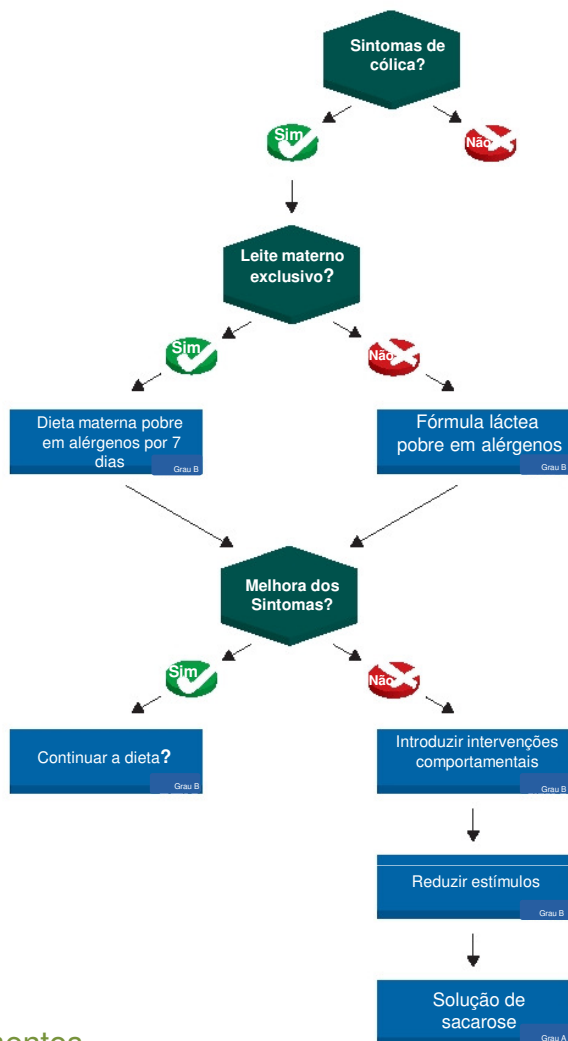 Sintomas de
cólica?
Sim
Não
Leite materno
exclusivo?
Sim
Não
Dieta materna pobre
em alérgenos por 7
dias
Grau B
Fórmula láctea
pobre em alérgenos
Grau B
Melhora dos
Sintomas?
Sim
Não
Continuar a dieta?
Grau B
Introduzir intervenções
comportamentais
Grau B
Reduzir estímulos
Grau B
Solução de
sacarose
Grau A